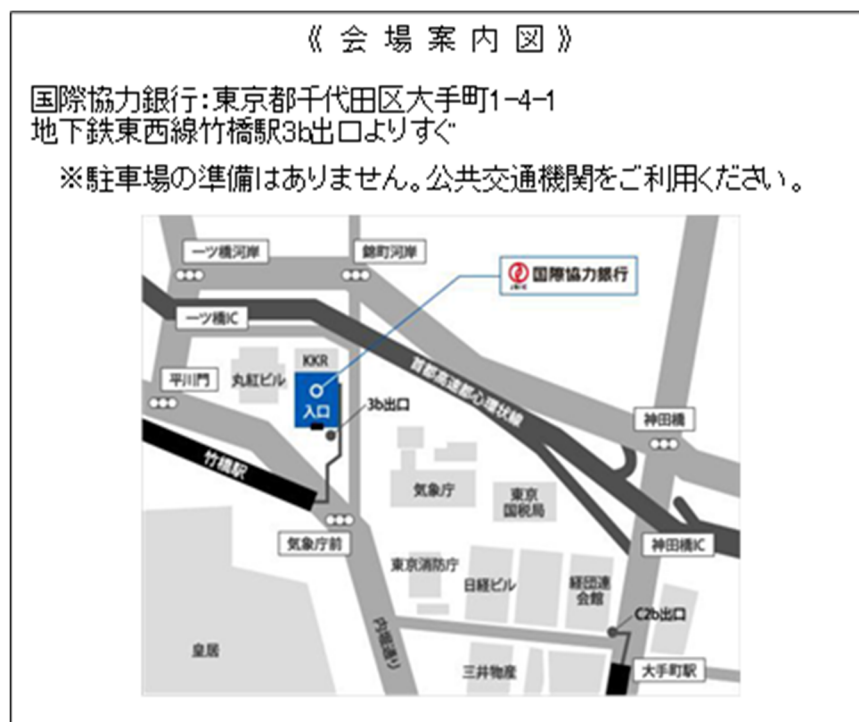 《 会 場 案 内 図 》
国際協力銀行：東京都千代田区大手町1-4-1
地下鉄東西線竹橋駅3b出口よりすぐ
※駐車場の準備はありません。公共交通機関をご利用ください。
一ツ橋河岸
錦町河岸
国際協力銀行
JBIC
一ツ橋IC
KKR
丸紅ビル
平川門
入口
3b出口
首都高速都心環状線
神田橋
竹橋駅
気象庁
東京
国税局
気象庁前
神田橋IC
東京消防庁
日経ビル
経団連
会館
C2b出口
内堀通り
皇居
三井物産
大手町駅